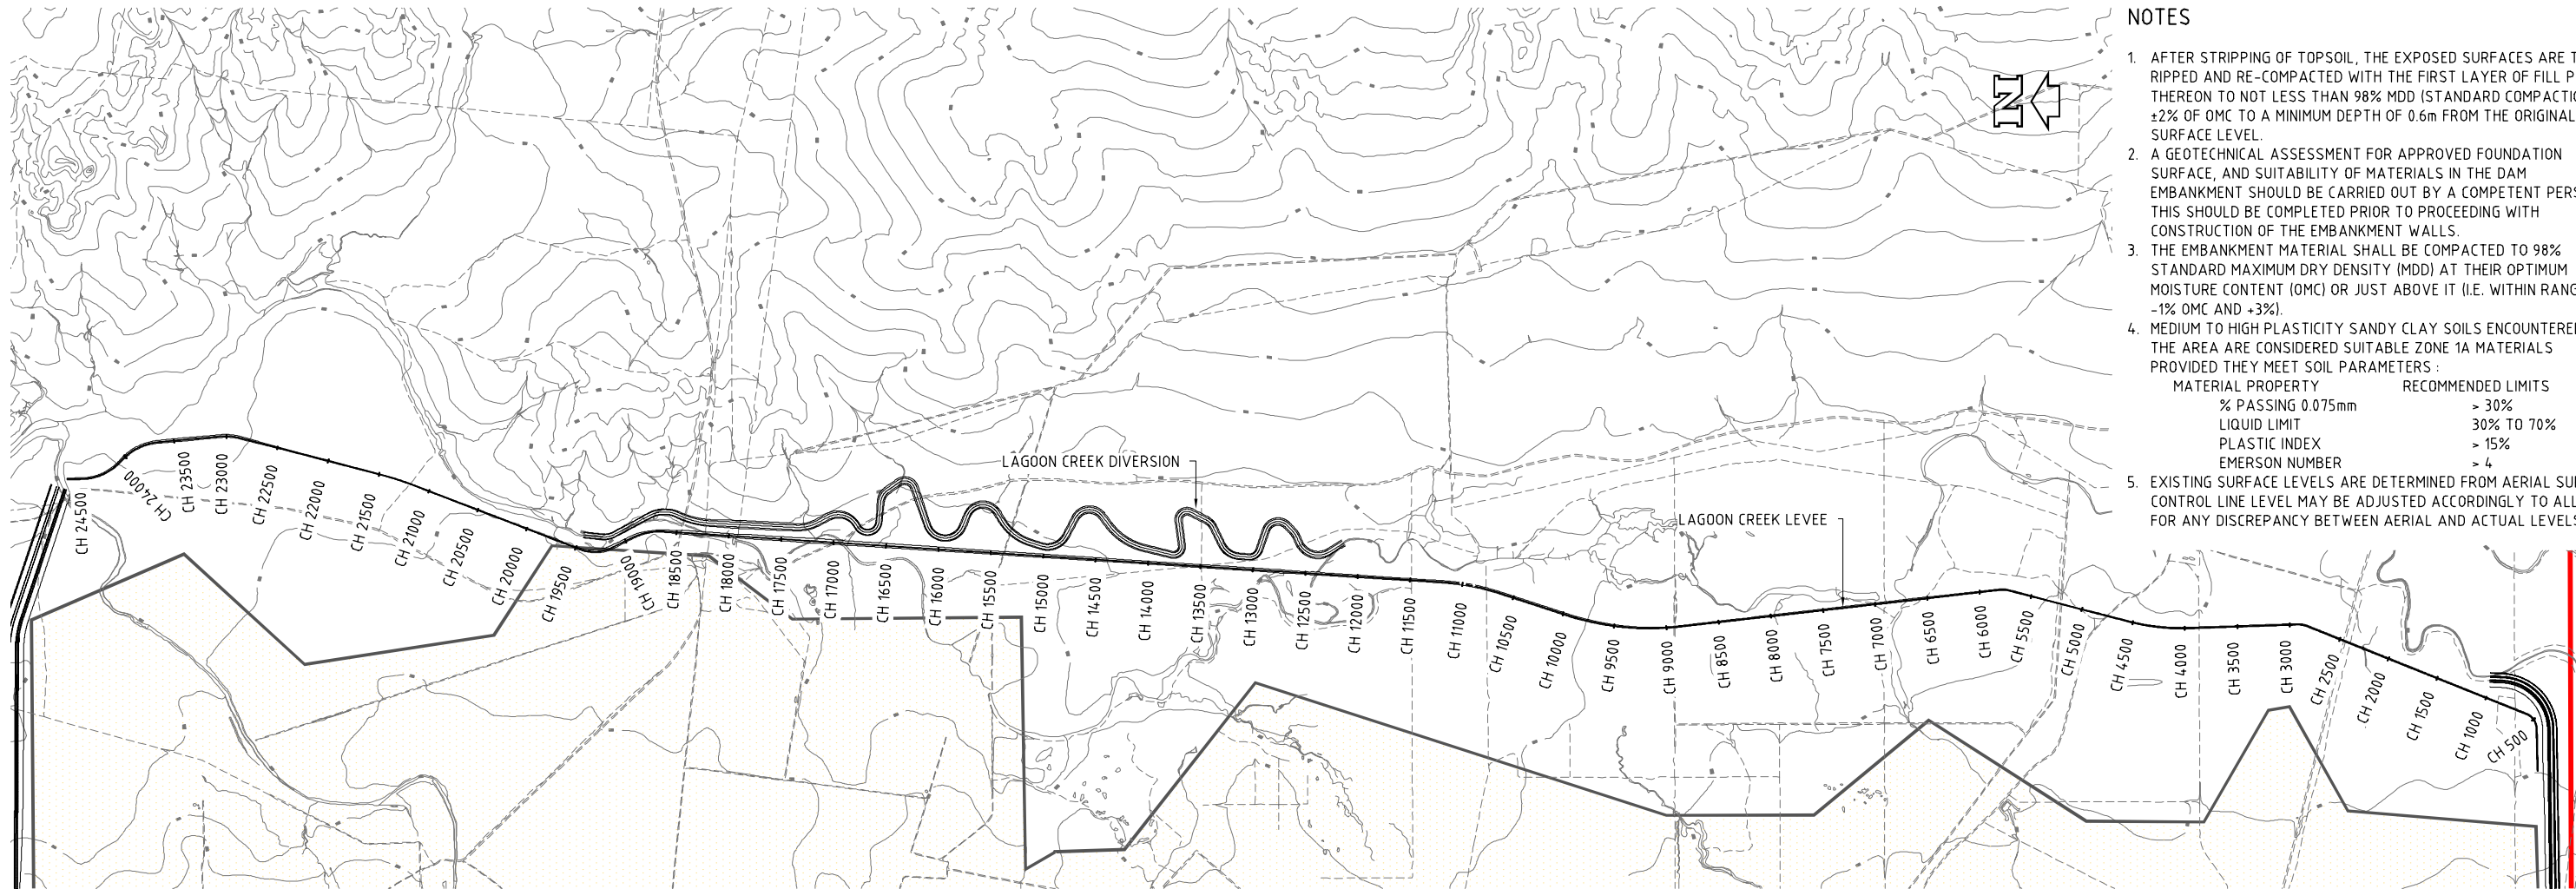 NOTES
1. AFTER STRIPPING OF TOPSOIL, THE EXPOSED SURFACES ARE
RIPPED AND RE-COMPACTED WITH THE FIRST LAYER OF FILL
THEREON TO NOT LESS THAN 98% MDD (STANDARD
±2% OF OMC TO A MINIMUM DEPTH OF 0.6m FROM THE ORIGINAL
SURFACE LEVEL.
2. A GEOTECHNICAL ASSESSMENT FOR APPROVED FOUNDATION
SURFACE, AND SUITABILITY OF MATERIALS IN THE DAM
EMBANKMENT SHOULD BE CARRIED OUT BY A COMPETENT
THIS SHOULD BE COMPLETED PRIOR TO PROCEEDING WITH
CONSTRUCTION OF THE EMBANKMENT WALLS.
3. THE EMBANKMENT MATERIAL SHALL BE COMPACTED TO 98%
STANDARD MAXIMUM DRY DENSITY (MDD) AT THEIR OPTIMUM
MOISTURE CONTENT (OMC) OR JUST ABOVE IT (I.E. WITHIN
-1% OMC AND +3%).
4. MEDIUM TO HIGH PLASTICITY SANDY CLAY SOILS
THE AREA ARE CONSIDERED SUITABLE ZONE 1A MATERIALS
PROVIDED THEY MEET SOIL PARAMETERS :
MATERIAL PROPERTY RECOMMENDED LIMITS
% PASSING 0.075mm > 30%
LIQUID LIMIT 30% TO 70%
PLASTIC INDEX > 15%
EMERSON NUMBER > 4
5. EXISTING SURFACE LEVELS ARE DETERMINED FROM AERIAL
CONTROL LINE LEVEL MAY BE ADJUSTED ACCORDINGLY TO
FOR ANY DISCREPANCY BETWEEN AERIAL AND ACTUAL
N
LAGOON CREEK DIVERSION
LAGOON CREEK LEVEE
CH 24500
CH 24000
CH 23500
CH 23000
CH 22500
CH 22000
CH 21500
CH 21000
CH 20500
CH 20000
CH 19500
CH 19000
CH 18500
CH 18000
CH 17500
CH 17000
CH 16500
CH 16000
CH 15500
CH 15000
CH 14500
CH 14000
CH 13500
CH 13000
CH 12500
CH 12000
CH 11500
CH 11000
CH 10500
CH 10000
CH 9500
CH 9000
CH 8500
CH 8000
CH 7500
CH 7000
CH 6500
CH 6000
CH 5500
CH 5000
CH 4500
CH 4000
CH 3500
CH 3000
CH 2500
CH 2000
CH 1500
CH 1000
CH 500